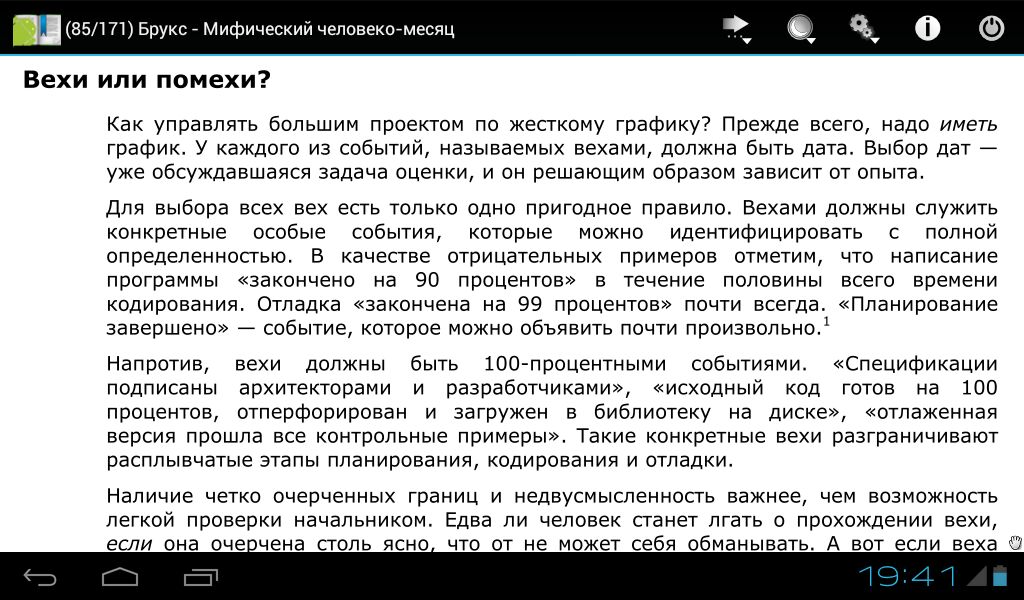 (85/171) Брукс - Мифический человеко-месяц
Вехи или помехи?
Как управлять большим проектом по жесткому графику? Прежде всего, надо иметь
график. У каждого из событий, называемых вехами, должна быть дата. Выбор дат —
уже обсуждавшаяся задача оценки, и он решающим образом зависит от опыта.
Для выбора всех вех есть только одно пригодное правило. Вехами должны служить
конкретные особые события, которые можно идентифицировать с полной
определенностью. В качестве отрицательных примеров отметим, что написание
программы «закончено на 90 процентов» в течение половины всего времени
кодирования. Отладка «закончена на 99 процентов» почти всегда. «Планирование
завершено» — событие, которое можно объявить почти произвольно.1
Напротив, вехи должны быть 100-процентными событиями. «Спецификации
подписаны архитекторами и разработчиками», «исходный код готов на 100
процентов, отперфорирован и загружен в библиотеку на диске», «отлаженная
версия прошла все контрольные примеры». Такие конкретные вехи разграничивают
расплывчатые этапы планирования, кодирования и отладки.
Наличие четко очерченных границ и недвусмысленность важнее, чем возможность
легкой проверки начальником. Едва ли человек станет лгать о прохождении вехи,
если она очерчена столь ясно, что от не может себя обманывать. А вот если веха
19:41